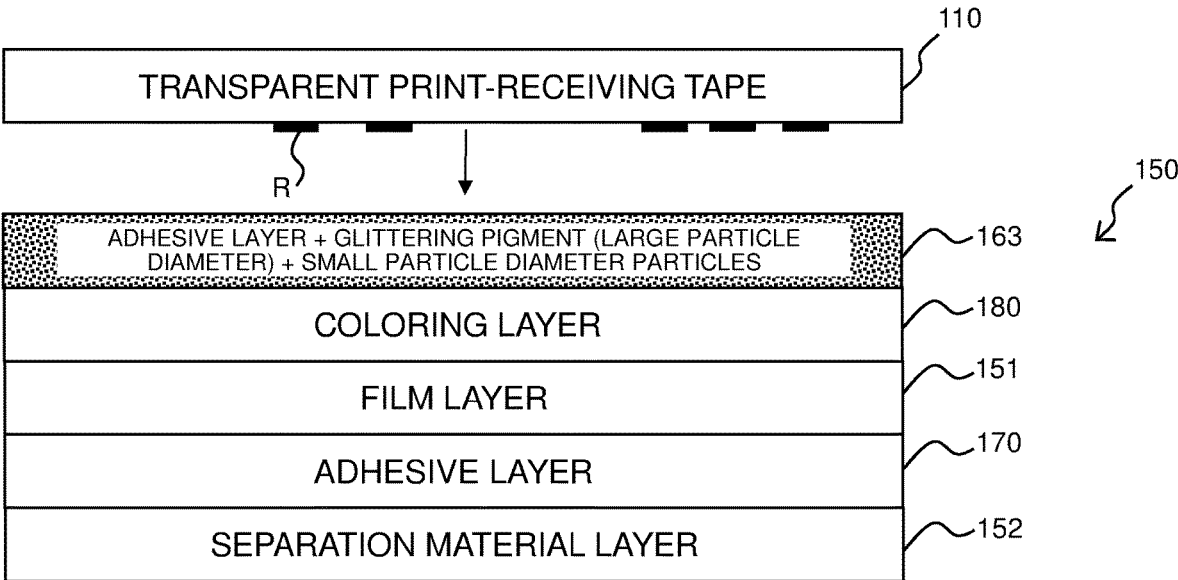 110
TRANSPARENT PRINT-RECEIVING TAPE
R
150
ADHESIVE LAYER + GLITTERING PIGMENT (LARGE PARTICLE
DIAMETER) + SMALL PARTICLE DIAMETER PARTICLES
163
COLORING LAYER
180
FILM LAYER
151
ADHESIVE LAYER
170
SEPARATION MATERIAL LAYER
152